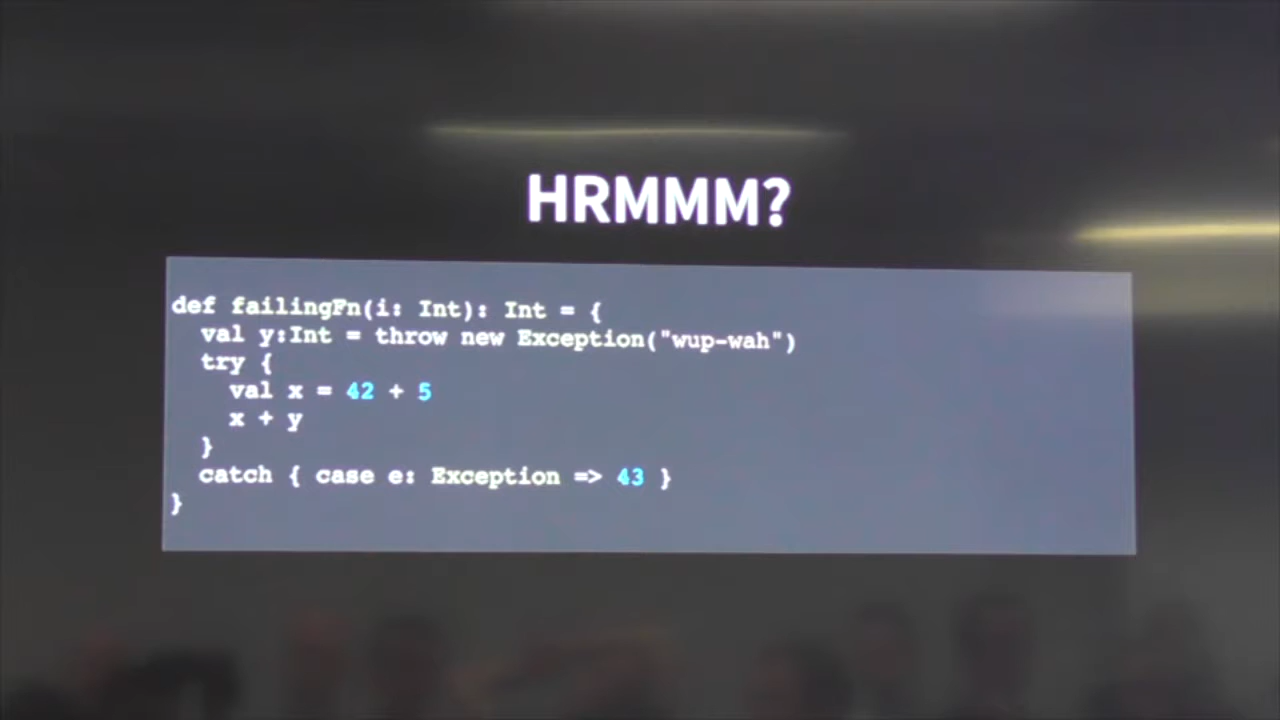 HRMMM?
def failingFn(i: Int): Int = {
val y:Int = throw new Exception("wup-wah")
try {
val x = 42 + 5
x + y
}
catch { case e: Exception => 43 }
}